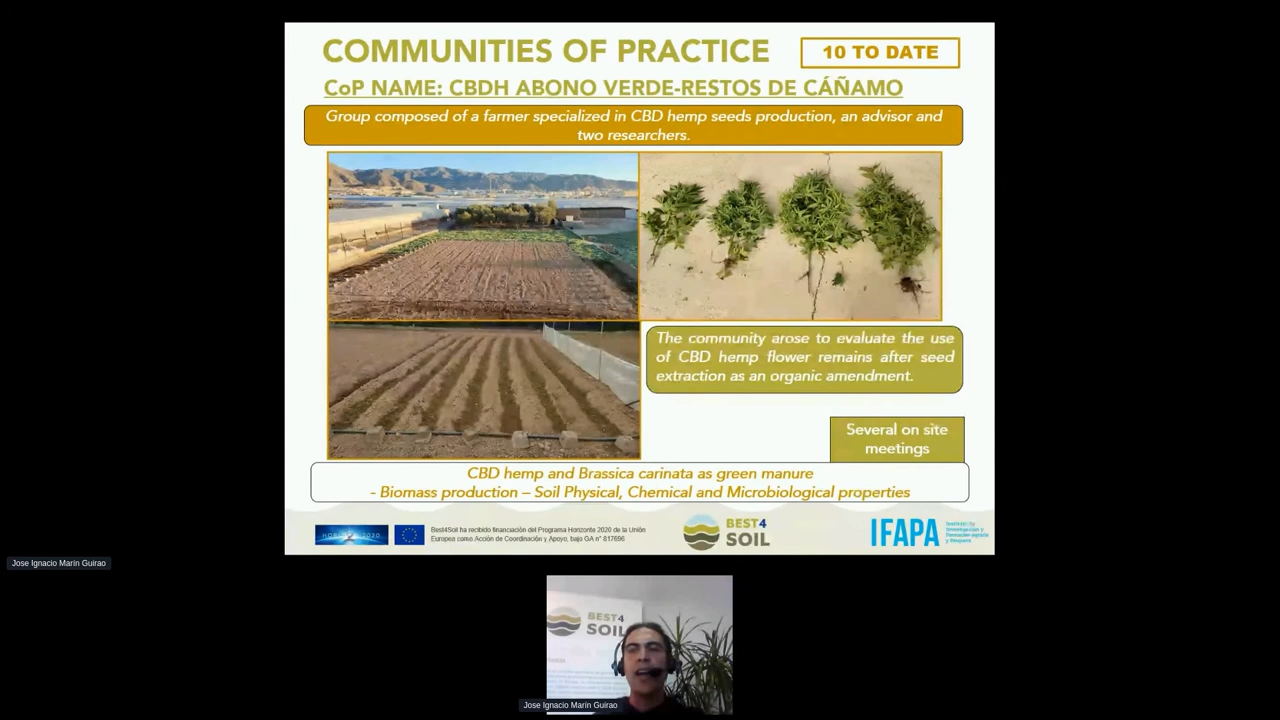 COMMUNITIES OF PRACTICE
10 TO DATE
CoP NAME: CBDH ABONO VERDE-RESTOS DE CÁÑAMO
Group composed of a farmer specialized in CBD hemp seeds production, an advisor and
two researchers.
The community arose to evaluate the use
of CBD hemp flower remains after seed
extraction as an organic amendment.
Several on site
meetings
CBD hemp and Brassica carinata as green manure
- Biomass production – Soil Physical, Chemical and Microbiological properties
HORIZON 2020
Best4Soil ha recibido financiación del Programa Horizonte 2020 de la Unión
Europea como Acción de Coordinación y Apoyo, bajo GA n° 817696
BEST4
SOIL
IFAPA
Jose Ignacio Marín Guirao
BEST4
SOIL
Jose Ignacio Marín Guirao